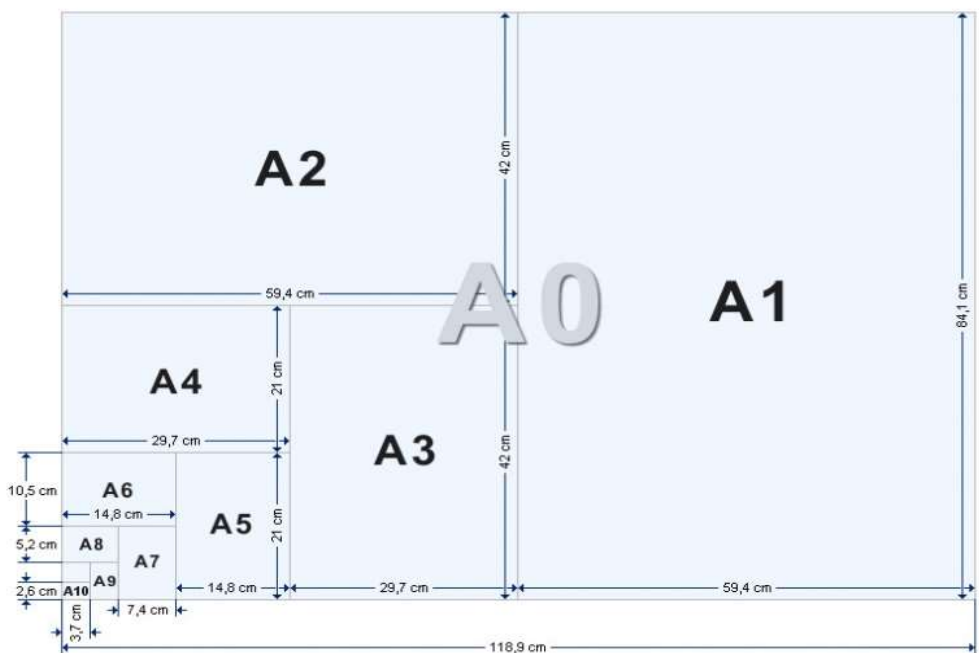 42 cm
84,1 cm
A2
A0
A1
59,4 cm
A4
21 cm
A3
29,7 cm
42 cm
10,5 cm
A6
14,8 cm
A5
21 cm
5,2 cm
A8
A7
A9
2,6 cm
A10
14,8 cm
29,7 cm
59,4 cm
3,7 cm
7,4 cm
118,9 cm